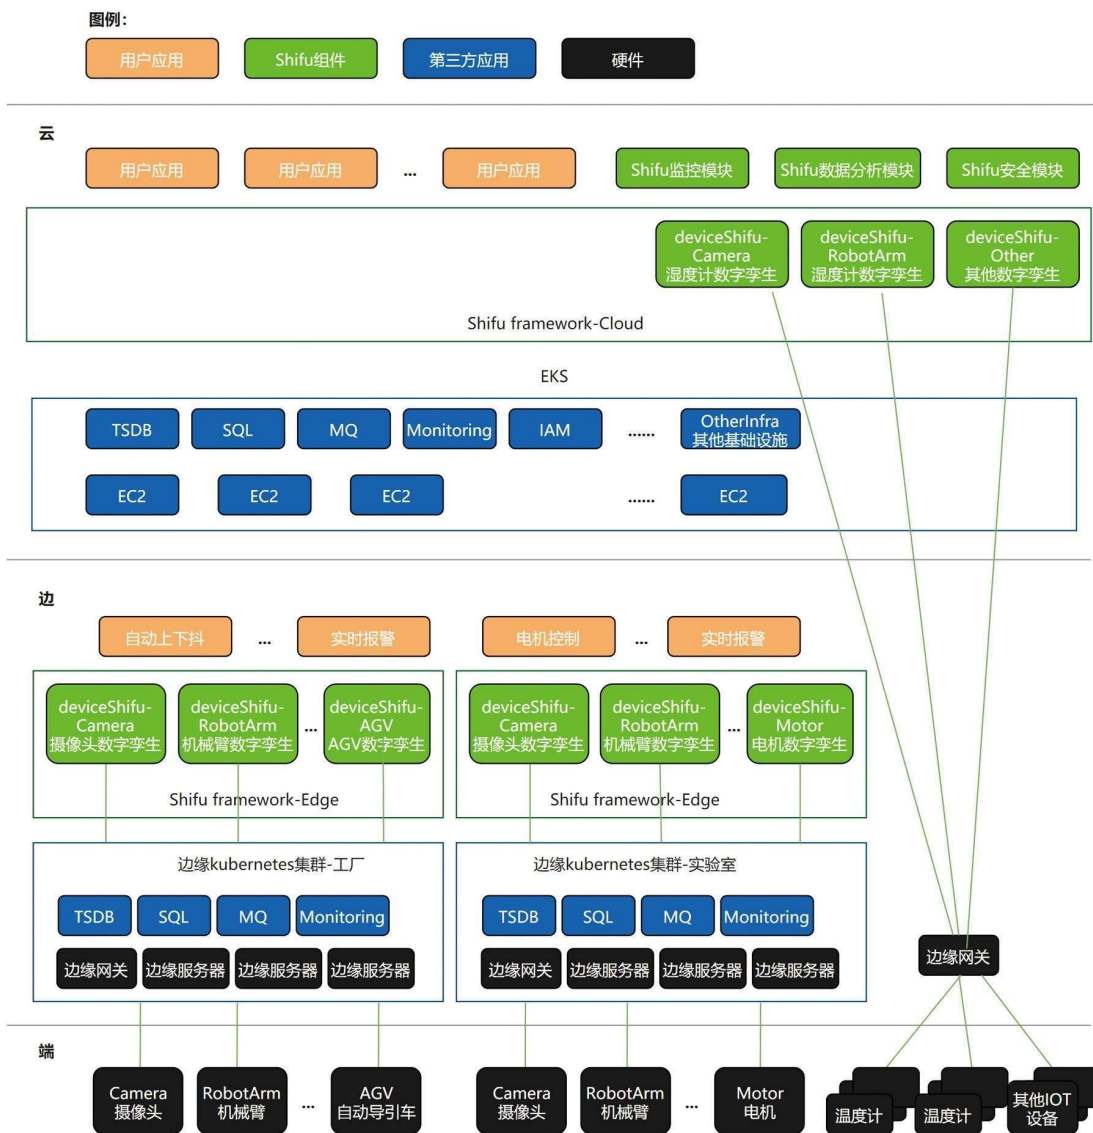 图例：
用户应用 Shifu组件 第三方应用 硬件
云
用户应用 用户应用 ... 用户应用 Shifu监控模块 Shifu数据分析模块 Shifu安全模块
deviceShifu-
Camera
湿度计数字孪生
deviceShifu-
RobotArm
湿度计数字孪生
deviceShifu-
Other
其他数字孪生
Shifu framework-Cloud
EKS
TSDB SQL MQ Monitoring IAM ...... OtherInfra
其他基础设施
EC2 EC2 EC2 ...... EC2
边
自动上下抖 ... 实时报警 电机控制 ... 实时报警
deviceShifu-
Camera
摄像头数字孪生
deviceShifu-
RobotArm
机械臂数字孪生
...
deviceShifu-
AGV
AGV数字孪生
deviceShifu-
Camera
摄像头数字孪生
deviceShifu-
RobotArm
机械臂数字孪生
...
deviceShifu-
Motor
电机数字孪生
Shifu framework-Edge Shifu framework-Edge
边缘kubernetes集群-工厂 边缘kubernetes集群-实验室
TSDB SQL MQ Monitoring TSDB SQL MQ Monitoring
边缘网关 边缘服务器 边缘服务器 边缘服务器 边缘网关 边缘服务器 边缘服务器 边缘服务器 边缘网关
端
Camera
摄像头
RobotArm
机械臂
...
AGV
自动导引车
Camera
摄像头
RobotArm
机械臂
...
Motor
电机
温度计
温度计
其他IOT
设备